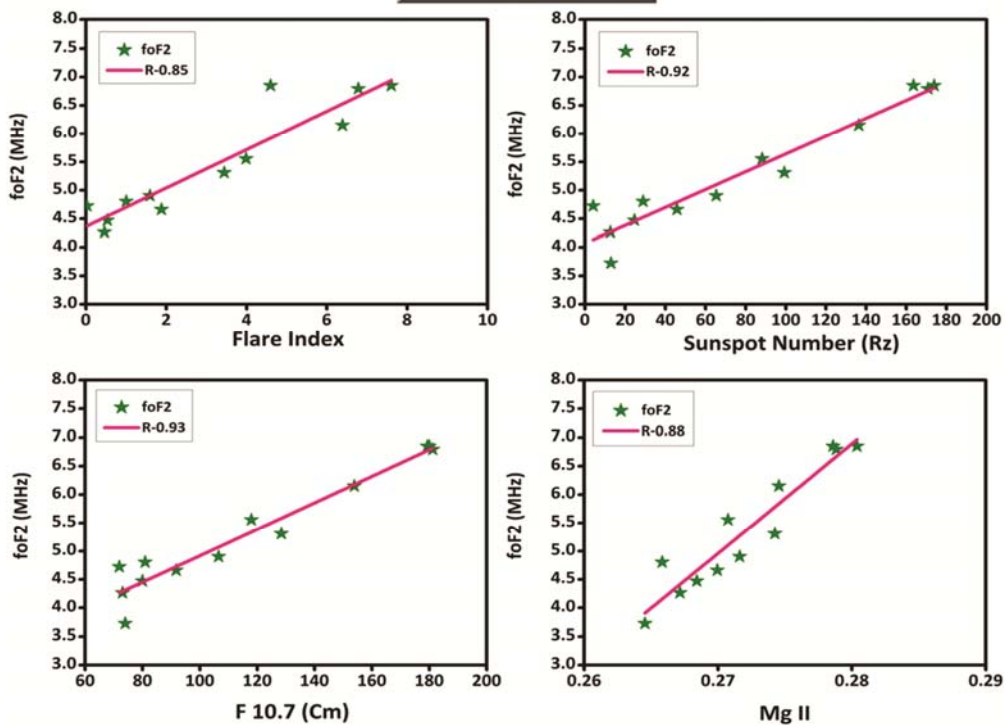 8.0
7.5
7.0
6.5
6.0
5.5
5.0
4.5
4.0
3.5
3.0
foF2 (MHz)
foF2
R-0.85
0 2 4 6 8 10
Flare Index
8.0
7.5
7.0
6.5
6.0
5.5
5.0
4.5
4.0
3.5
3.0
foF2 (MHz)
foF2
R-0.92
0 20 40 60 80 100 120 140 160 180 200
Sunspot Number (Rz)
8.0
7.5
7.0
6.5
6.0
5.5
5.0
4.5
4.0
3.5
3.0
foF2 (MHz)
foF2
R-0.93
60 80 100 120 140 160 180 200
F 10.7 (Cm)
8.0
7.5
7.0
6.5
6.0
5.5
5.0
4.5
4.0
3.5
3.0
foF2 (MHz)
foF2
R-0.88
0.26 0.27 0.28 0.29
Mg II